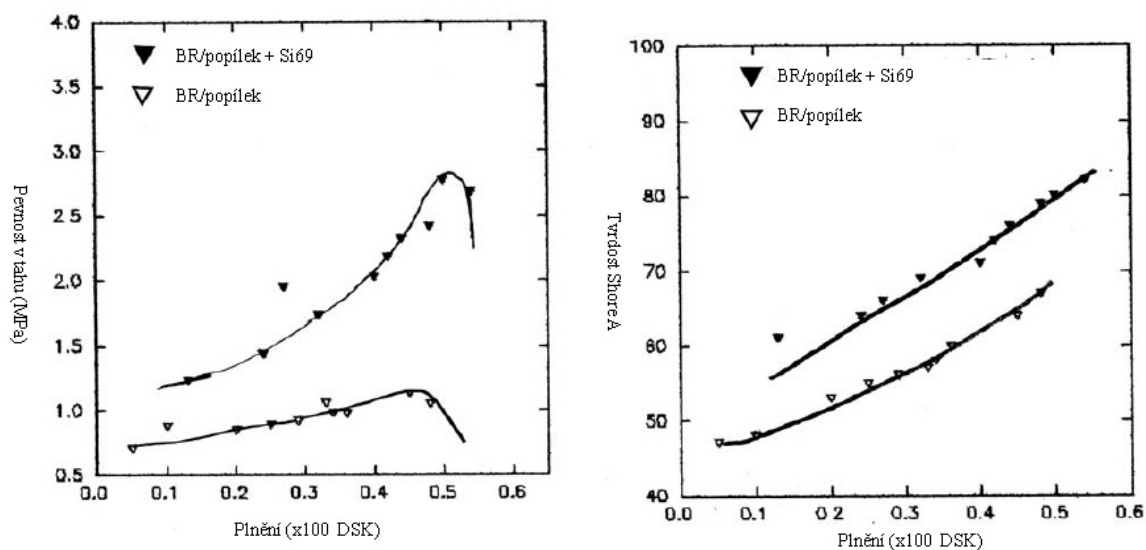 4.0
3.5
3.0
2.5
2.0
1.5
1.0
0.5
Pevnost v tahu (MPa)
BR/popílek + Si69
BR/popílek
0.0 0.1 0.2 0.3 0.4 0.5 0.6
Plnění (x100 DSK)
100
90
80
70
60
50
40
Tvrdost Shore A
BR/popílek + Si69
BR/popílek
0.0 0.1 0.2 0.3 0.4 0.5 0.6
Plnění (x100 DSK)